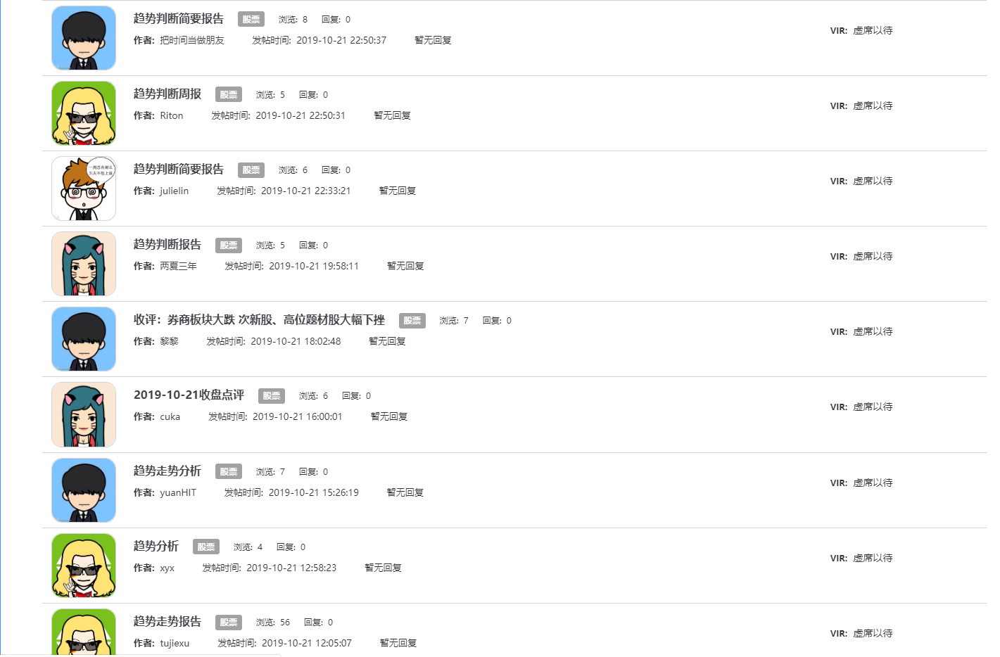 趋势判断简要报告 股票 浏览: 8 回复: 0
作者: 把时间当做朋友 发帖时间: 2019-10-21 22:50:37 暂无回复
VIR: 虚席以待
趋势判断周报 股票 浏览: 5 回复: 0
作者: Riton 发帖时间: 2019-10-21 22:50:31 暂无回复
VIR: 虚席以待
一周总有那么
五天不想上班
趋势判断简要报告 股票 浏览: 6 回复: 0
作者: julielin 发帖时间: 2019-10-21 22:33:21 暂无回复
VIR: 虚席以待
趋势判断报告 股票 浏览: 5 回复: 0
作者: 两夏三年 发帖时间: 2019-10-21 19:58:11 暂无回复
VIR: 虚席以待
收评：券商板块大跌 次新股、高位题材股大幅下挫 股票 浏览: 7 回复: 0
作者: 黎黎 发帖时间: 2019-10-21 18:02:48 暂无回复
VIR: 虚席以待
2019-10-21收盘点评 股票 浏览: 6 回复: 0
作者: cuka 发帖时间: 2019-10-21 16:00:01 暂无回复
VIR: 虚席以待
趋势走势分析 股票 浏览: 7 回复: 0
作者: yuanHIT 发帖时间: 2019-10-21 15:26:19 暂无回复
VIR: 虚席以待
趋势分析 股票 浏览: 4 回复: 0
作者: xyx 发帖时间: 2019-10-21 12:58:23 暂无回复
VIR: 虚席以待
趋势走势报告 股票 浏览: 56 回复: 0
作者: tujiexu 发帖时间: 2019-10-21 12:05:07 暂无回复
VIR: 虚席以待